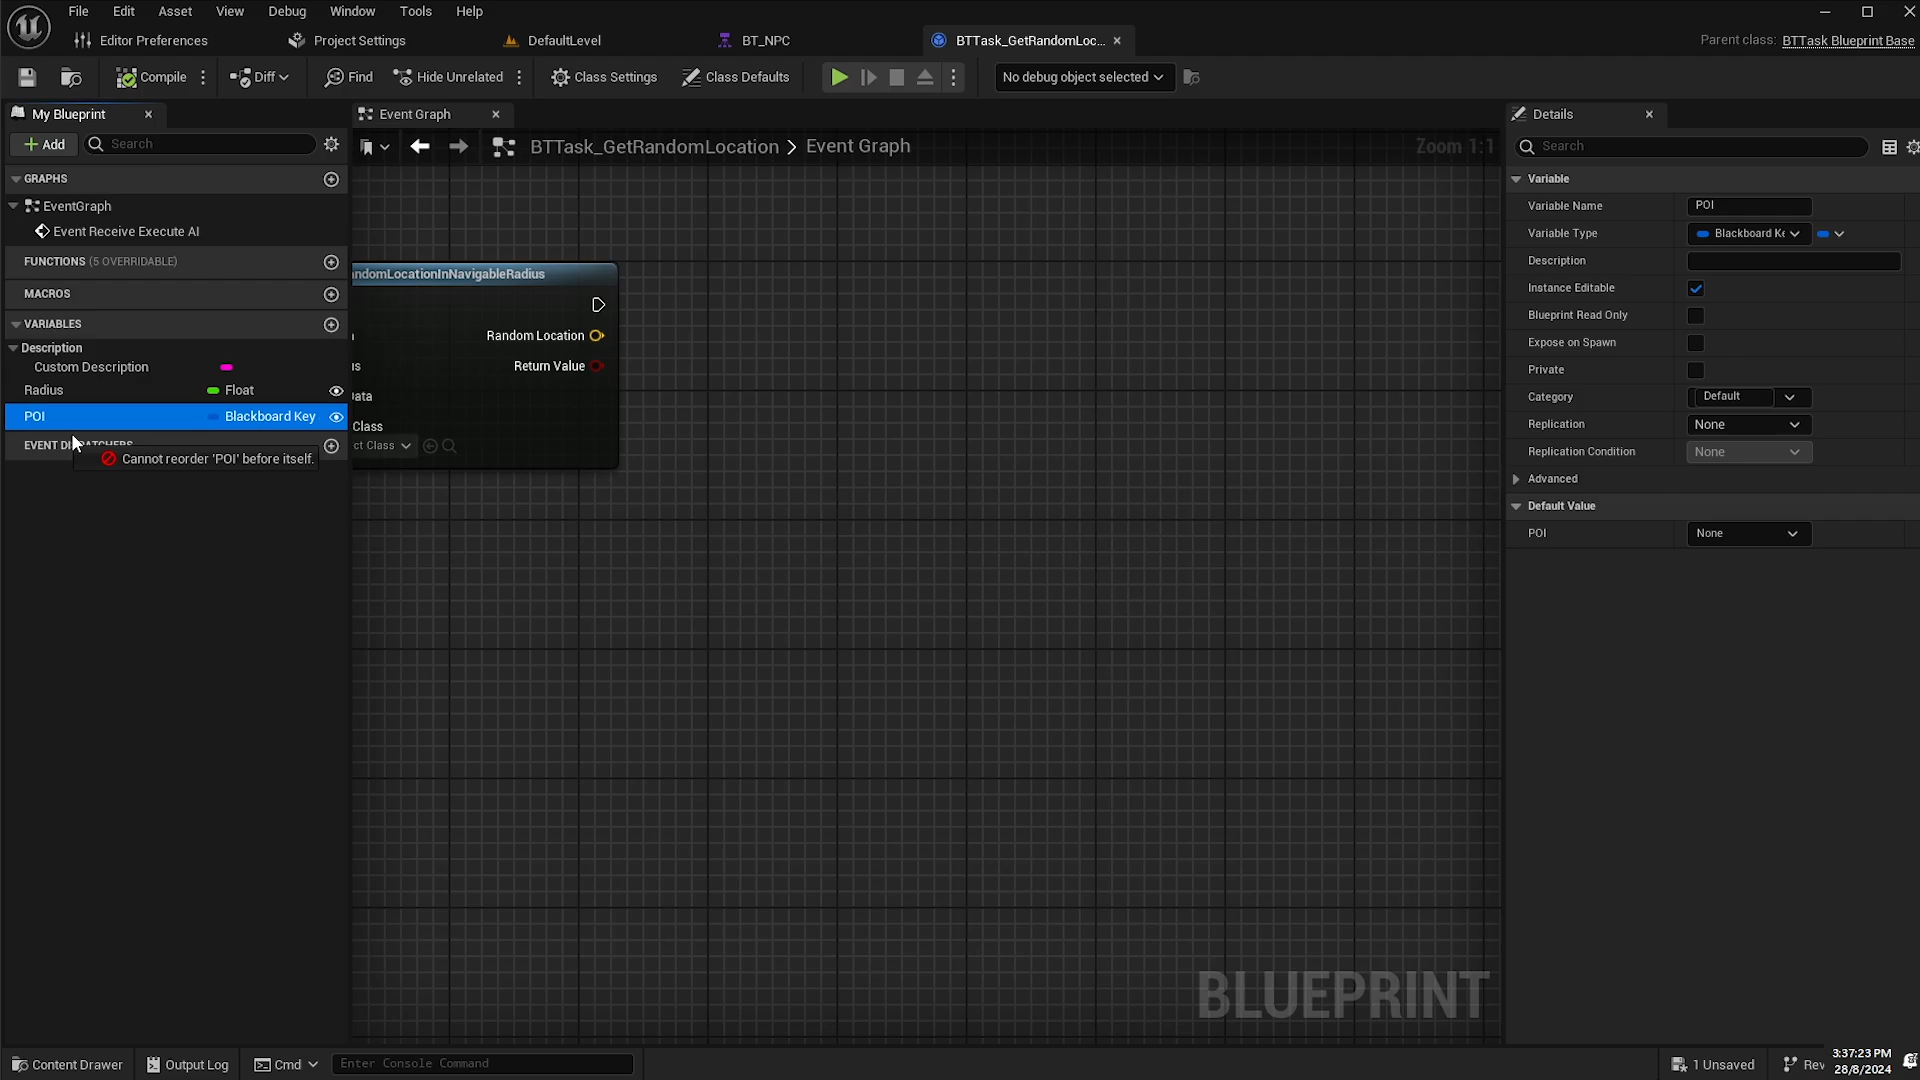 File Edit Asset View Debug Window Tools Help
Editor Preferences Project Settings DefaultLevel BT_NPC BTTask_GetRandomLoc... Parent class: BTTask Blueprint Base
Compile Diff Find Hide Unrelated Class Settings Class Defaults No debug object selected
My Blueprint
Event Graph
Details
Add Search
BTTask_GetRandomLocation > Event Graph
Zoom 1:1
Search
GRAPHS
EventGraph
Event Receive Execute AI
FUNCTIONS (5 OVERRIDABLE)
MACROS
VARIABLES
Description
Custom Description
Radius Float
POI Blackboard Key
EVENT DISPATCHERS
Cannot reorder 'POI' before itself.
andomLocationInNavigableRadius
Random Location
us Return Value
Data
Class
ct Class
Variable
Variable Name POI
Variable Type Blackboard Ke
Description
Instance Editable
Blueprint Read Only
Expose on Spawn
Private
Category Default
Replication None
Replication Condition None
Advanced
Default Value
POI None
BLUEPRINT
Content Drawer Output Log Cmd Enter Console Command 1 Unsaved Rev
3:37:23 PM
28/8/2024